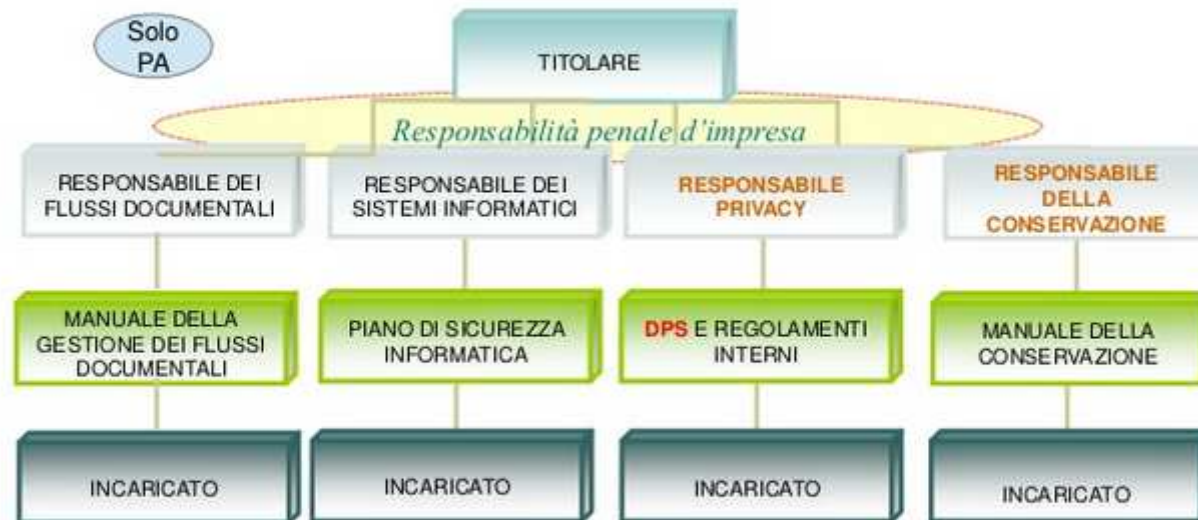 Solo
PA
TITOLARE
Responsabilità penale d'impresa
RESPONSABILE DEI
FLUSSI DOCUMENTALI
RESPONSABILE DEI
SISTEMI INFORMATICI
RESPONSABILE
PRIVACY
RESPONSABILE
DELLA
CONSERVAZIONE
MANUALE DELLA
GESTIONE DEI FLUSSI
DOCUMENTALI
PIANO DI SICUREZZA
INFORMATICA
DPS E REGOLAMENTI
INTERNI
MANUALE DELLA
CONSERVAZIONE
INCARICATO
INCARICATO
INCARICATO
INCARICATO